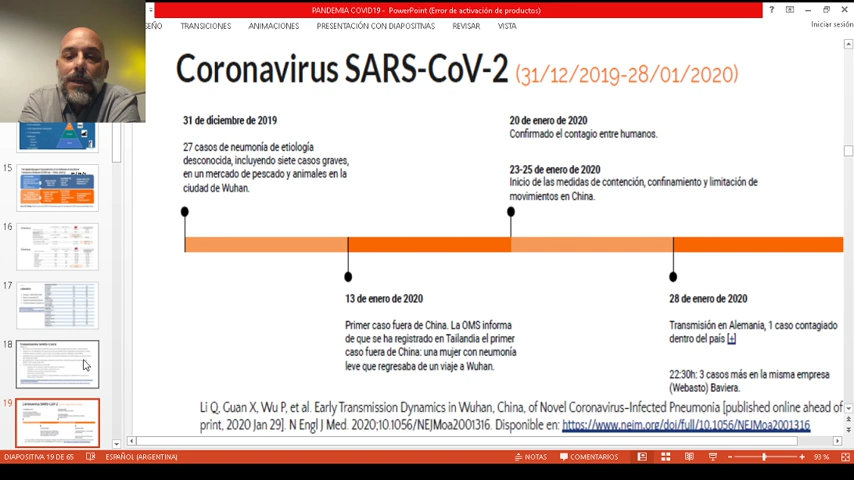 PANDEMIA COVID19 - PowerPoint (Error de activación de productos)
Iniciar sesión
SEÑO TRANSICIONES ANIMACIONES PRESENTACIÓN CON DIAPOSITIVAS REVISAR VISTA
Coronavirus SARS-CoV-2 (31/12/2019-28/01/2020)
31 de diciembre de 2019
27 casos de neumonía de etiología
desconocida, incluyendo siete casos graves,
en un mercado de pescado y animales en la
ciudad de Wuhan.
20 de enero de 2020
Confirmado el contagio entre humanos.
23-25 de enero de 2020
Inicio de las medidas de contención, confinamiento y limitación de
movimientos en China.
13 de enero de 2020
Primer caso fuera de China. La OMS informa
de que se ha registrado en Tailandia el primer
caso fuera de China: una mujer con neumonía
leve que regresaba de un viaje a Wuhan.
28 de enero de 2020
Transmisión en Alemania, 1 caso contagiado
dentro del país [+]
22:30h: 3 casos más en la misma empresa
(Webasto) Baviera.
Li Q, Guan X, Wu P, et al. Early Transmission Dynamics in Wuhan, China, of Novel Coronavirus-Infected Pneumonia [published online ahead of
print, 2020 Jan 29]. N Engl J Med. 2020;10.1056/NEJMoa2001316. Disponible en: https://www.nejm.org/doi/full/10.1056/NEJMoa2001316
15
16
17
18
19
DIAPOSITIVA 19 DE 65 ESPAÑOL (ARGENTINA) NOTAS COMENTARIOS 93 %